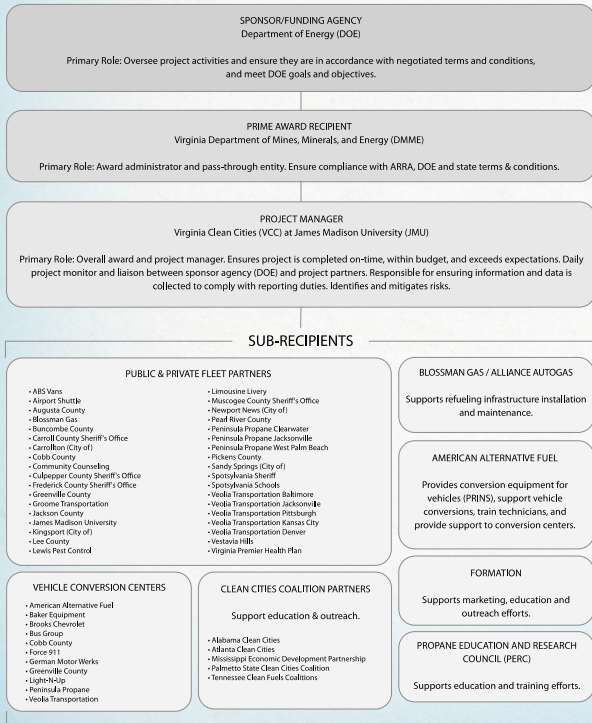 SPONSOR/FUNDING AGENCY
Department of Energy (DOE)
Primary Role: Oversee project activities and ensure they are in accordance with negotiated terms and conditions,
and meet DOE goals and objectives.
PRIME AWARD RECIPIENT
Virginia Department of Mines, Minerals, and Energy (DMME)
Primary Role: Award administrator and pass-through entity. Ensure compliance with ARRA, DOE and state terms & conditions.
PROJECT MANAGER
Virginia Clean Cities (VCC) at James Madison University (JMU)
Primary Role: Overall award and project manager. Ensures project is completed on-time, within budget, and exceeds expectations. Daily
project monitor and liaison between sponsor agency (DOE) and project partners. Responsible for ensuring information and data is
collected to comply with reporting duties. Identifies and mitigates risks.
SUB-RECIPIENTS
PUBLIC & PRIVATE FLEET PARTNERS
• ABS Vans
• Airport Shuttle
• Augusta County
• Blossman Gas
• Buncombe County
• Carroll County Sheriff's Office
• Carrollton (City of)
• Cobb County
• Community Counseling
• Culpepper County Sheriff's Office
• Frederick County Sheriff's Office
• Greenville County
• Groome Transportation
• Jackson County
• James Madison University
• Kingsport (City of)
• Lee County
• Lewis Pest Control
• Limousine Livery
• Muscogee County Sheriff's Office
• Newport News (City of)
• Pearl River County
• Peninsula Propane Clearwater
• Peninsula Propane Jacksonville
• Peninsula Propane West Palm Beach
• Pickens County
• Sandy Springs (City of)
• Spotsylvania Sheriff
• Spotsylvania Schools
• Veolia Transportation Baltimore
• Veolia Transportation Jacksonville
• Veolia Transportation Pittsburgh
• Veolia Transportation Kansas City
• Veolia Transportation Denver
• Vestavia Hills
• Virginia Premier Health Plan
BLOSSMAN GAS / ALLIANCE AUTOGAS
Supports refueling infrastructure installation
and maintenance.
AMERICAN ALTERNATIVE FUEL
Provides conversion equipment for
vehicles (PRINS), support vehicle
conversions, train technicians, and
provide support to conversion centers.
VEHICLE CONVERSION CENTERS
• American Alternative Fuel
• Baker Equipment
• Brooks Chevrolet
• Bus Group
• Cobb County
• Force 911
• German Motor Werks
• Greenville County
• Light-N-Up
• Peninsula Propane
• Veolia Transportation
CLEAN CITIES COALITION PARTNERS
Support education & outreach.
• Alabama Clean Cities
• Atlanta Clean Cities
• Mississippi Economic Development Partnership
• Palmetto State Clean Cities Coalition
• Tennessee Clean Fuels Coalitions
FORMATION
Supports marketing, education and
outreach efforts.
PROPANE EDUCATION AND RESEARCH
COUNCIL (PERC)
Supports education and training efforts.